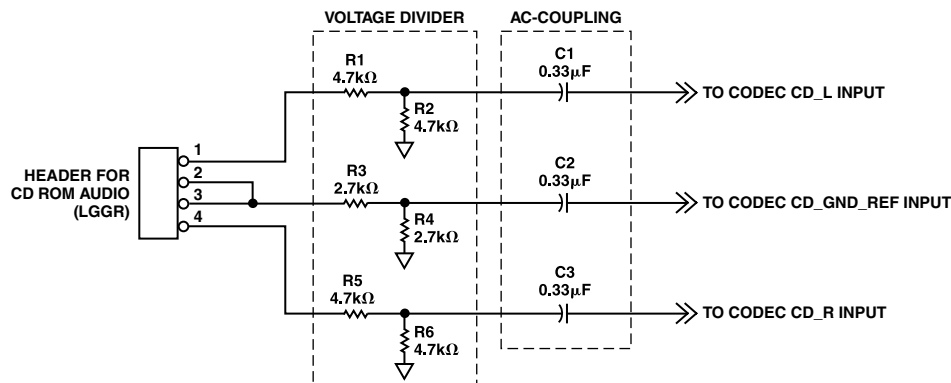 VOLTAGE DIVIDER
AC-COUPLING
R1
4.7kΩ
C1
0.33μF
TO CODEC CD_L INPUT
R2
4.7kΩ
HEADER FOR
CD ROM AUDIO
(LGGR)
1
2
3
4
R3
2.7kΩ
C2
0.33μF
TO CODEC CD_GND_REF INPUT
R4
2.7kΩ
R5
4.7kΩ
C3
0.33μF
TO CODEC CD_R INPUT
R6
4.7kΩ